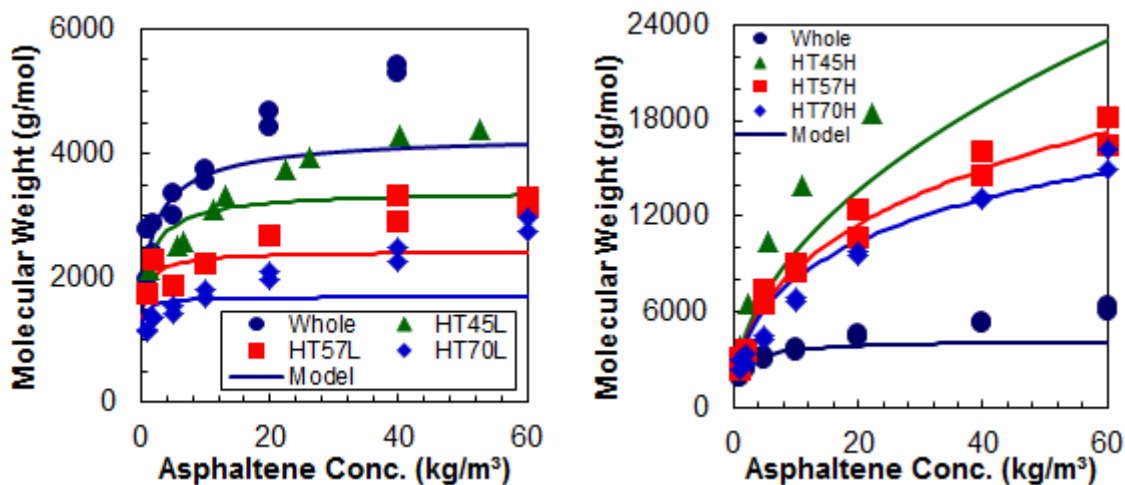 Molecular Weight (g/mol)
6000
4000
2000
0
Whole HT45L
HT57L HT70L
Model
0 20 40 60
Asphaltene Conc. (kg/m³)
Molecular Weight (g/mol)
24000
18000
12000
6000
0
Whole
HT45H
HT57H
HT70H
Model
0 20 40 60
Asphaltene Conc. (kg/m³)